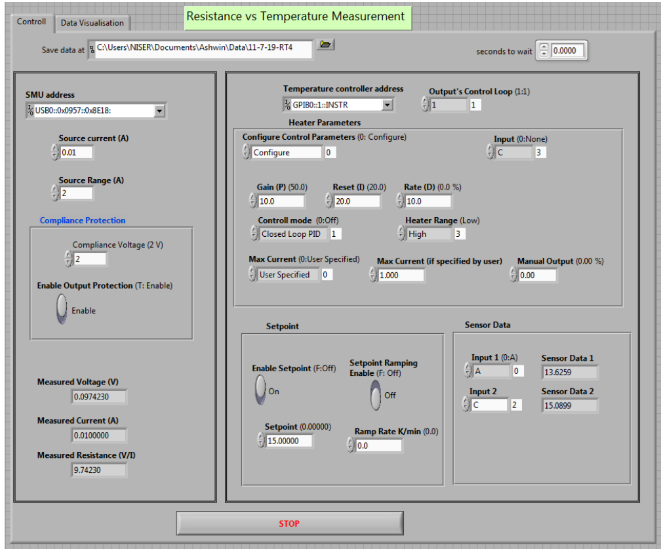 Resistance vs Temperature Measurement
Controll
Data Visualisation
Save data at
C:\Users\NISER\Documents\Ashwin\Data\11-7-19-RT4
seconds to wait
0.0000
SMU address
USB0::0x0957::0x8E18:
Source current (A)
0.01
Source Range (A)
2
Compliance Protection
Compliance Voltage (2 V)
2
Enable Output Protection (T: Enable)
Enable
Measured Voltage (V)
0.0974230
Measured Current (A)
0.0100000
Measured Resistance (V/I)
9.74230
Temperature controller address
GPIB0::1::INSTR
Output's Control Loop (1:1)
1 1
Heater Parameters
Configure Control Parameters (0: Configure)
Configure 0
Input (0:None)
C 3
Gain (P) (50.0)
10.0
Reset (I) (20.0)
20.0
Rate (D) (0.0 %)
10.0
Controll mode (0:Off)
Closed Loop PID 1
Heater Range (Low)
High 3
Max Current (0:User Specified)
User Specified 0
Max Current (if specified by user)
1.000
Manual Output (0.00 %)
0.00
Setpoint
Enable Setpoint (F:Off)
On
Setpoint Ramping
Enable (F: Off)
Off
Setpoint (0.00000)
15.00000
Ramp Rate K/min (0.0)
0.0
Sensor Data
Input 1 (0:A)
A 0
Sensor Data 1
13.6259
Input 2
C 2
Sensor Data 2
15.0899
STOP